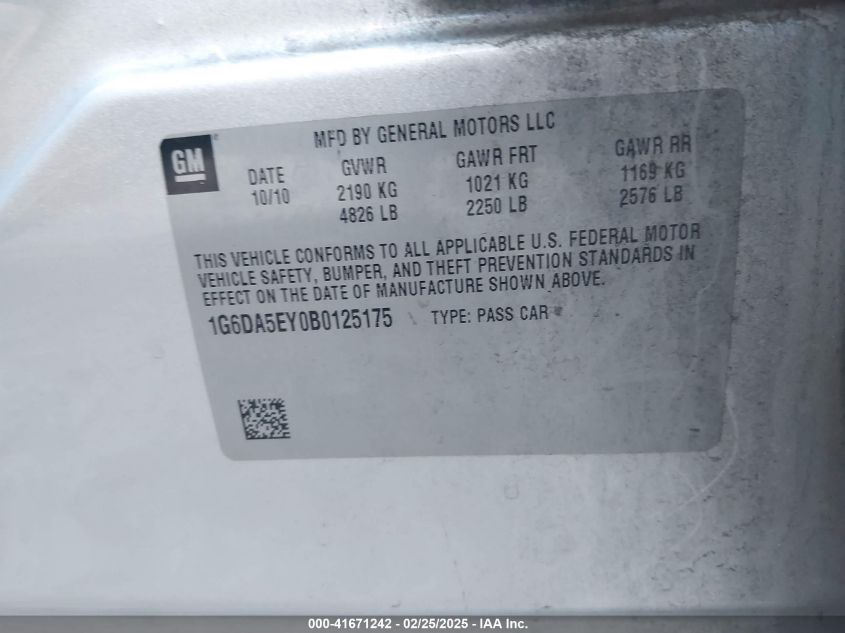 GM
MFD BY GENERAL MOTORS LLC
DATE GVWR GAWR FRT GAWR RR
10/10 2190 KG 1021 KG 1169 KG
4826 LB 2250 LB 2576 LB
THIS VEHICLE CONFORMS TO ALL APPLICABLE U.S. FEDERAL MOTOR
VEHICLE SAFETY, BUMPER, AND THEFT PREVENTION STANDARDS IN
EFFECT ON THE DATE OF MANUFACTURE SHOWN ABOVE.
1G6DA5EY0B0125175 TYPE: PASS CAR
000-41671242 - 02/25/2025 - IAA Inc.